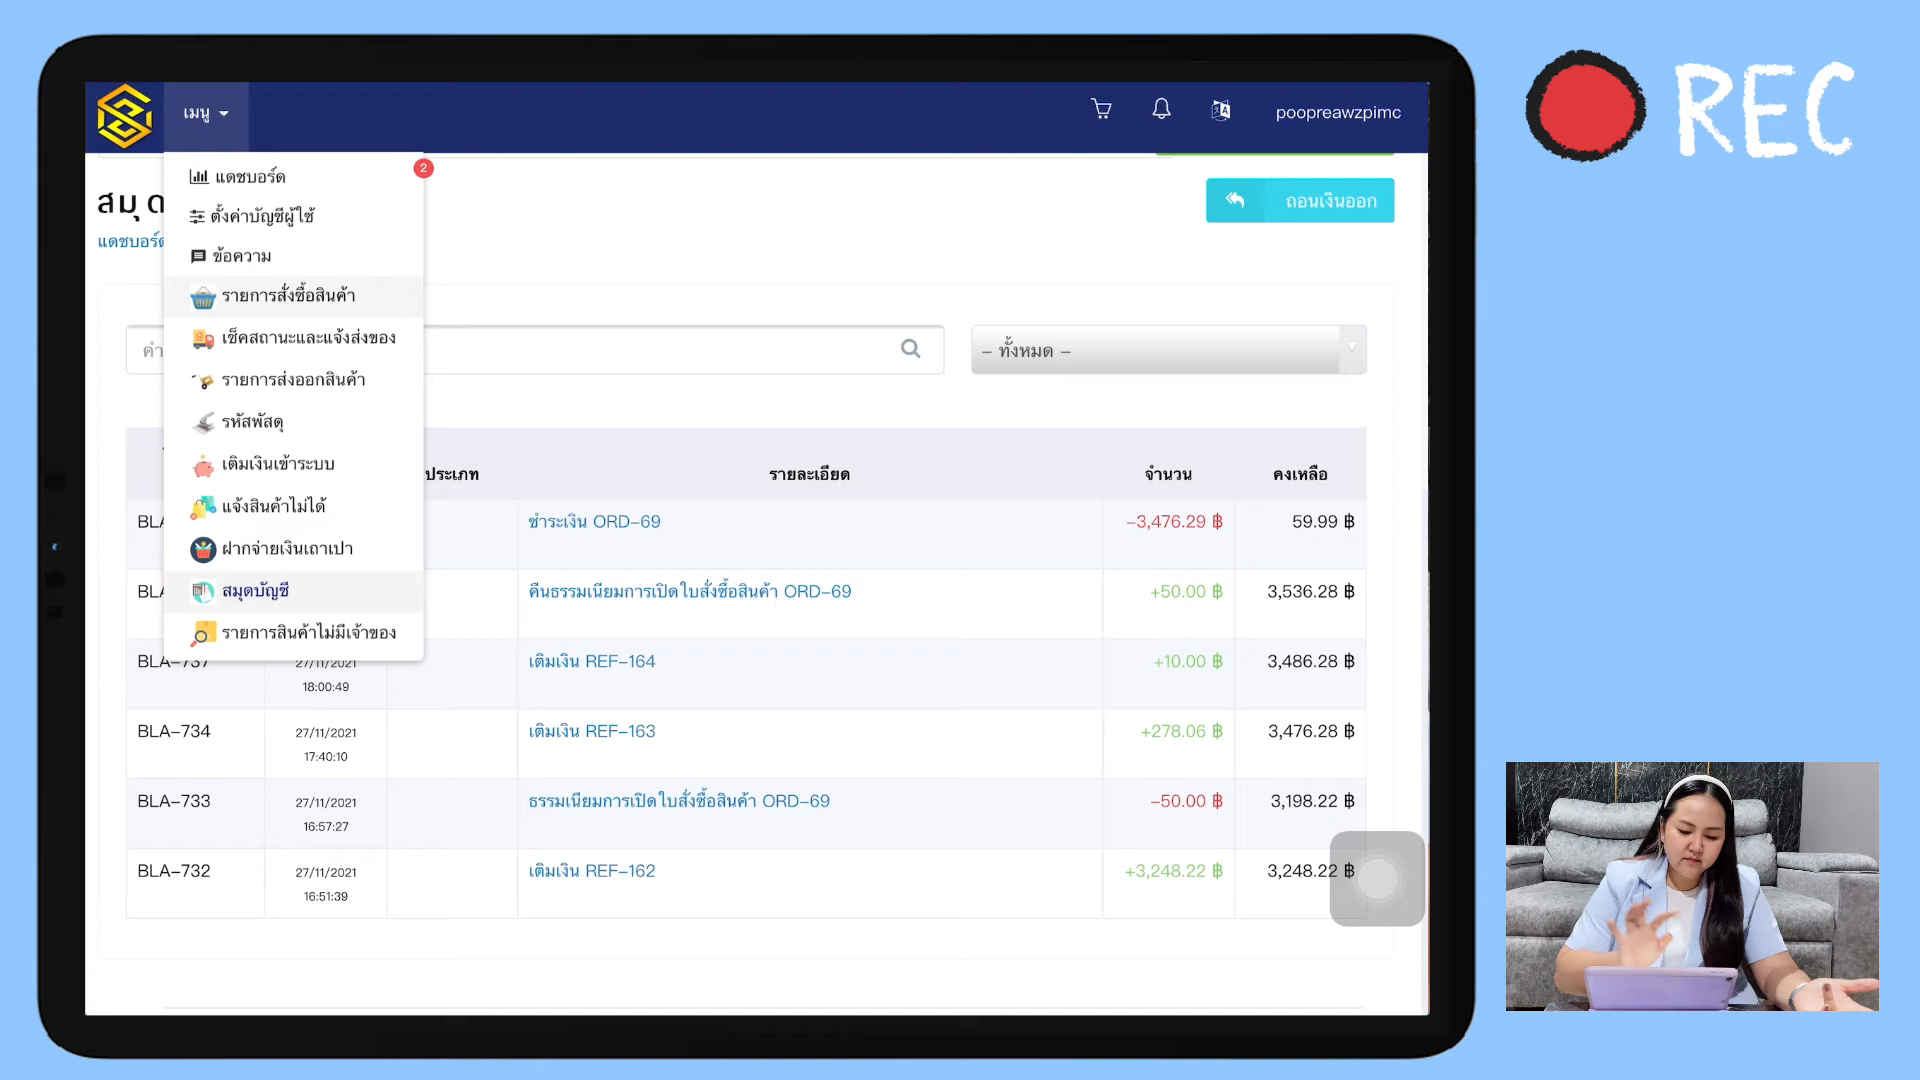 REC
เมนู
poopreawzpimc
2
แดชบอร์ด
ตั้งค่าบัญชีผู้ใช้
ข้อความ
รายการสั่งซื้อสินค้า
เช็คสถานะและแจ้งส่งของ
รายการส่งออกสินค้า
รหัสพัสดุ
เติมเงินเข้าระบบ
แจ้งสินค้าไม่ได้
ฝากจ่ายเงินเถาเปา
สมุดบัญชี
รายการสินค้าไม่มีเจ้าของ
สมุด
แดชบอร์ด
ถอนเงินออก
– ทั้งหมด –
ประเภท รายละเอียด จำนวน คงเหลือ
ชำระเงิน ORD–69 –3,476.29 ฿ 59.99 ฿
คืนธรรมเนียมการเปิดใบสั่งซื้อสินค้า ORD–69 +50.00 ฿ 3,536.28 ฿
BLA–737 27/11/2021 เติมเงิน REF–164 +10.00 ฿ 3,486.28 ฿
18:00:49
BLA–734 27/11/2021 เติมเงิน REF–163 +278.06 ฿ 3,476.28 ฿
17:40:10
BLA–733 27/11/2021 ธรรมเนียมการเปิดใบสั่งซื้อสินค้า ORD–69 –50.00 ฿ 3,198.22 ฿
16:57:27
BLA–732 27/11/2021 เติมเงิน REF–162 +3,248.22 ฿ 3,248.22 ฿
16:51:39